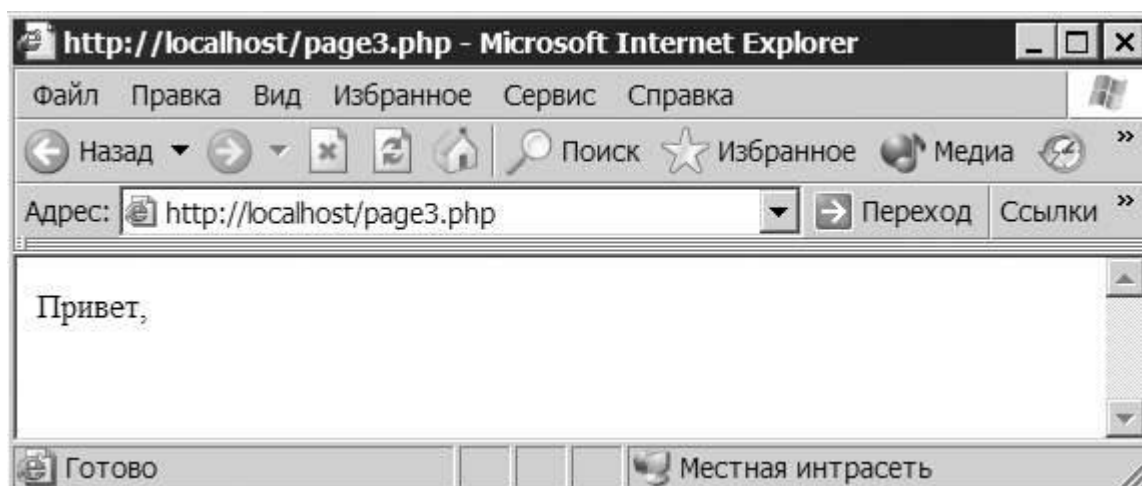 http://localhost/page3.php - Microsoft Internet Explorer
Файл Правка Вид Избранное Сервис Справка
Назад Поиск Избранное Медиа »
Адрес: http://localhost/page3.php Переход Ссылки »
Привет,
Готово Местная интрасеть